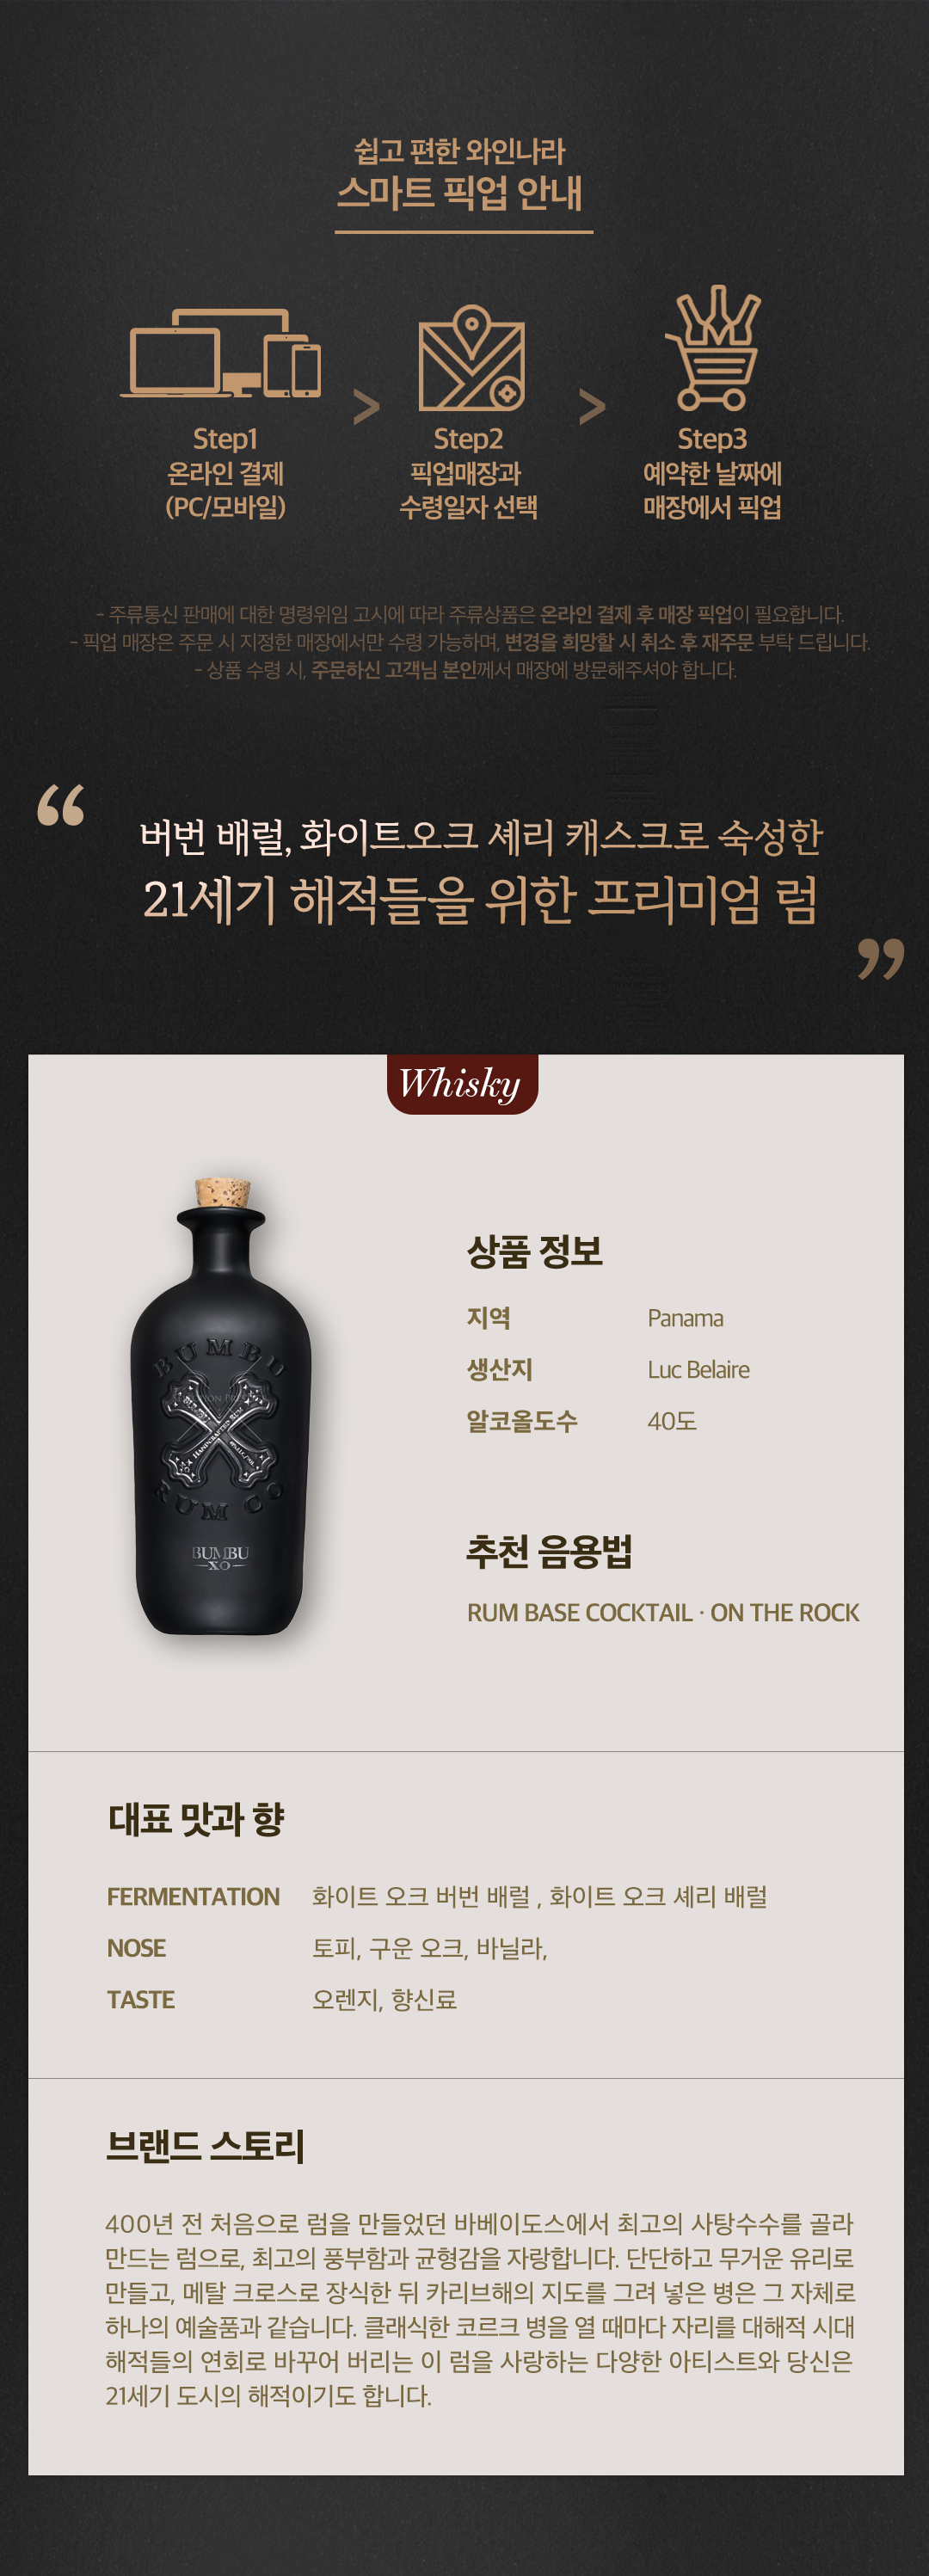 쉽고 편한 와인나라
스마트 픽업 안내
Step1
온라인 결제
(PC/모바일)
>
Step2
픽업매장과
수령일자 선택
>
Step3
예약한 날짜에
매장에서 픽업
- 주류통신 판매에 대한 명령위임 고시에 따라 주류상품은 온라인 결제 후 매장 픽업이 필요합니다.
- 픽업 매장은 주문 시 지정한 매장에서만 수령 가능하며, 변경을 희망할 시 취소 후 재주문 부탁 드립니다.
- 상품 수령 시, 주문하신 고객님 본인께서 매장에 방문해주셔야 합니다.
“
버번 배럴, 화이트오크 셰리 캐스크로 숙성한
21세기 해적들을 위한 프리미엄 럼
”
Whisky
BUMBU
HANDCRAFTED RUM
RUM CO
BUMBU
XO
상품 정보
지역 Panama
생산지 Luc Belaire
알코올도수 40도
추천 음용법
RUM BASE COCKTAIL · ON THE ROCK
대표 맛과 향
FERMENTATION 화이트 오크 버번 배럴 , 화이트 오크 셰리 배럴
NOSE 토피, 구운 오크, 바닐라,
TASTE 오렌지, 향신료
브랜드 스토리
400년 전 처음으로 럼을 만들었던 바베이도스에서 최고의 사탕수수를 골라
만드는 럼으로, 최고의 풍부함과 균형감을 자랑합니다. 단단하고 무거운 유리로
만들고, 메탈 크로스로 장식한 뒤 카리브해의 지도를 그려 넣은 병은 그 자체로
하나의 예술품과 같습니다. 클래식한 코르크 병을 열 때마다 자리를 대해적 시대
해적들의 연회로 바꾸어 버리는 이 럼을 사랑하는 다양한 아티스트와 당신은
21세기 도시의 해적이기도 합니다.